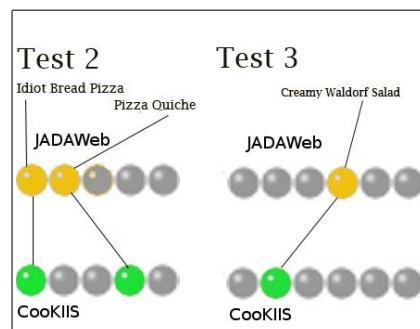 Test 2
Test 3
Idiot Bread Pizza
Pizza Quiche
Creamy Waldorf Salad
JADAWeb
JADAWeb
CooKIIS
CooKIIS